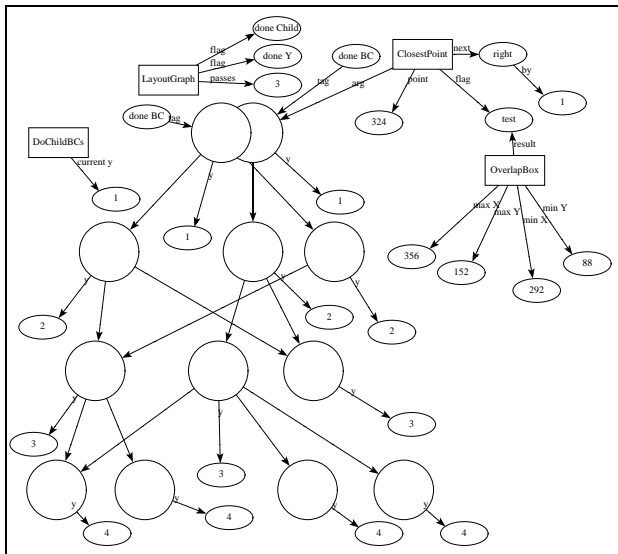 done Child
flag
flag
done Y
passes
LayoutGraph
3
done BC
tag
arg
ClosestPoint
next
right
by
1
point
flag
324
test
result
OverlapBox
max X
max Y
min X
min Y
356
152
292
88
done BC
tag
DoChildBCs
current y
1
y
1
y
1
y
2
y
2
y
2
y
3
y
3
y
3
y
4
y
4
y
4
y
4